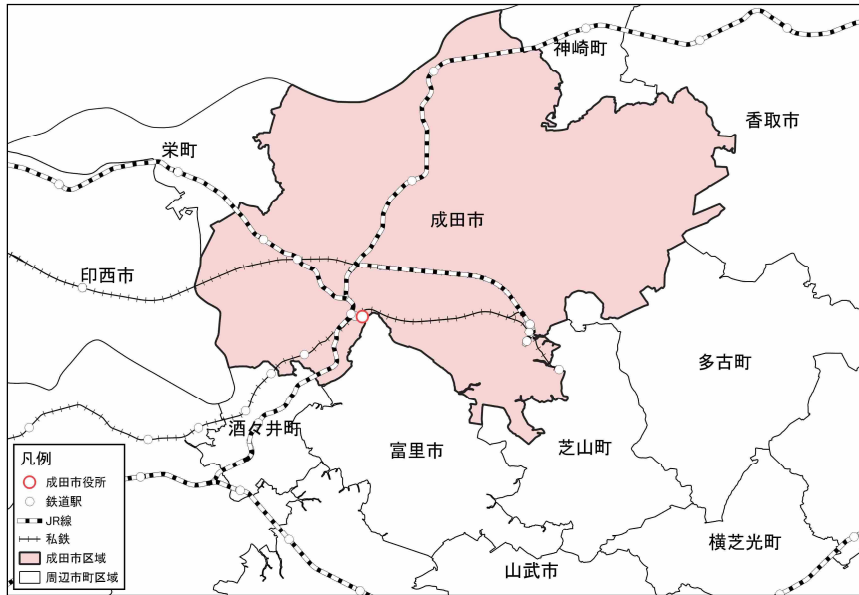 神崎町
香取市
栄町
成田市
印西市
多古町
酒々井町
富里市
芝山町
横芝光町
山武市
凡例
成田市役所
鉄道駅
JR線
私鉄
成田市区域
周辺市町区域